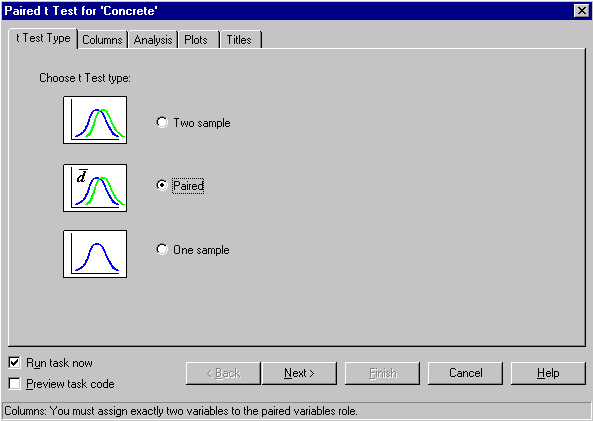 Paired t Test for 'Concrete'
t Test Type Columns Analysis Plots Titles
Choose t Test type:
Two sample
d̄
Paired
One sample
Run task now
Preview task code
< Back Next > Finish Cancel Help
Columns: You must assign exactly two variables to the paired variables role.